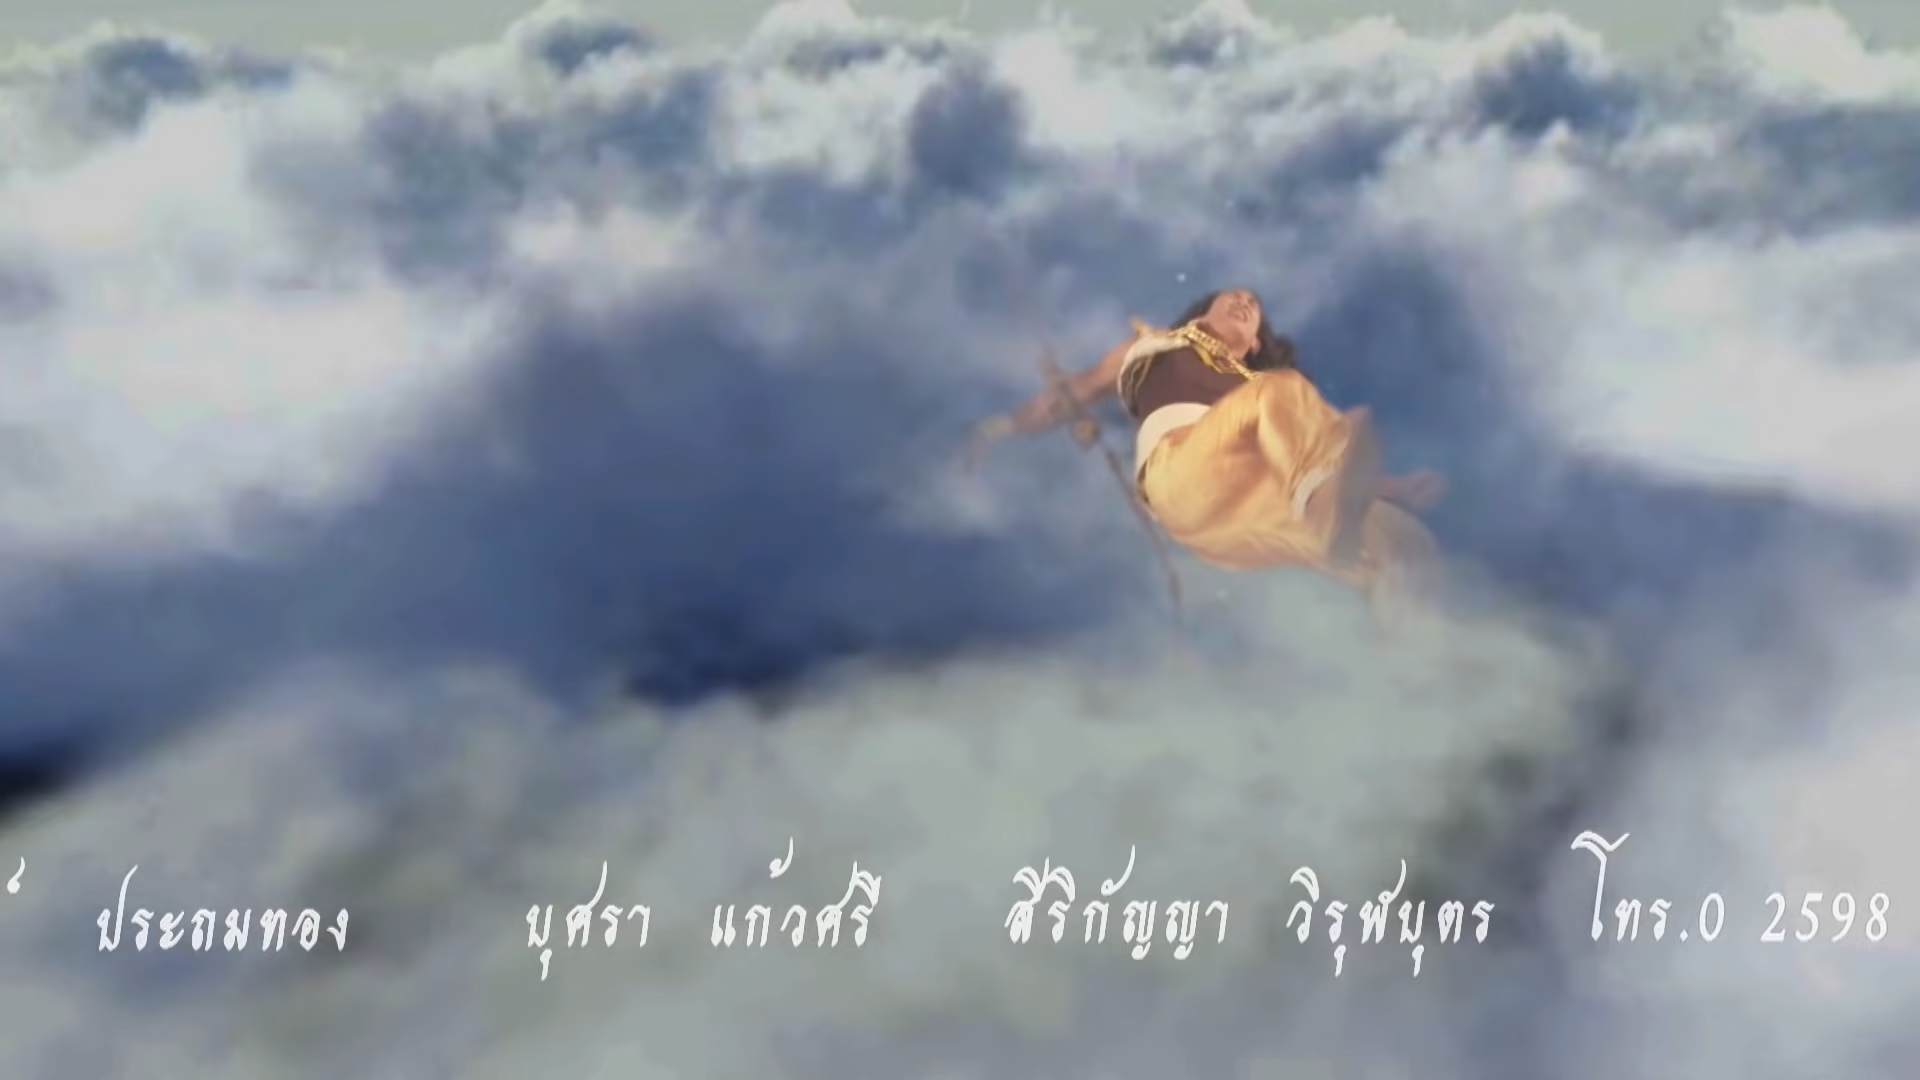 ประถมทอง บุศรา แก้วศรี สิริกัญญา วิรุฬบุตร โทร.0 2598